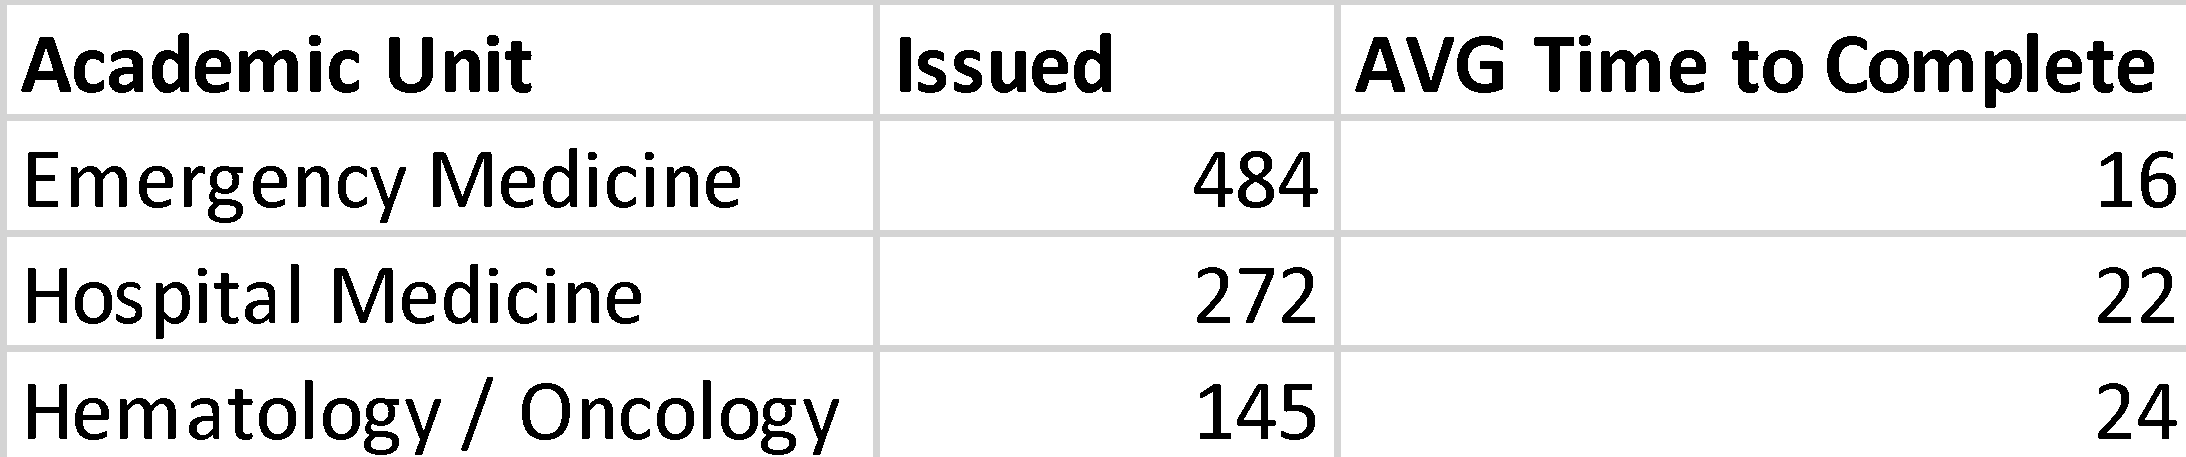 Academic Unit Issued AVG Time to Complete
Emergency Medicine 484 16
Hospital Medicine 272 22
Hematology / Oncology 145 24